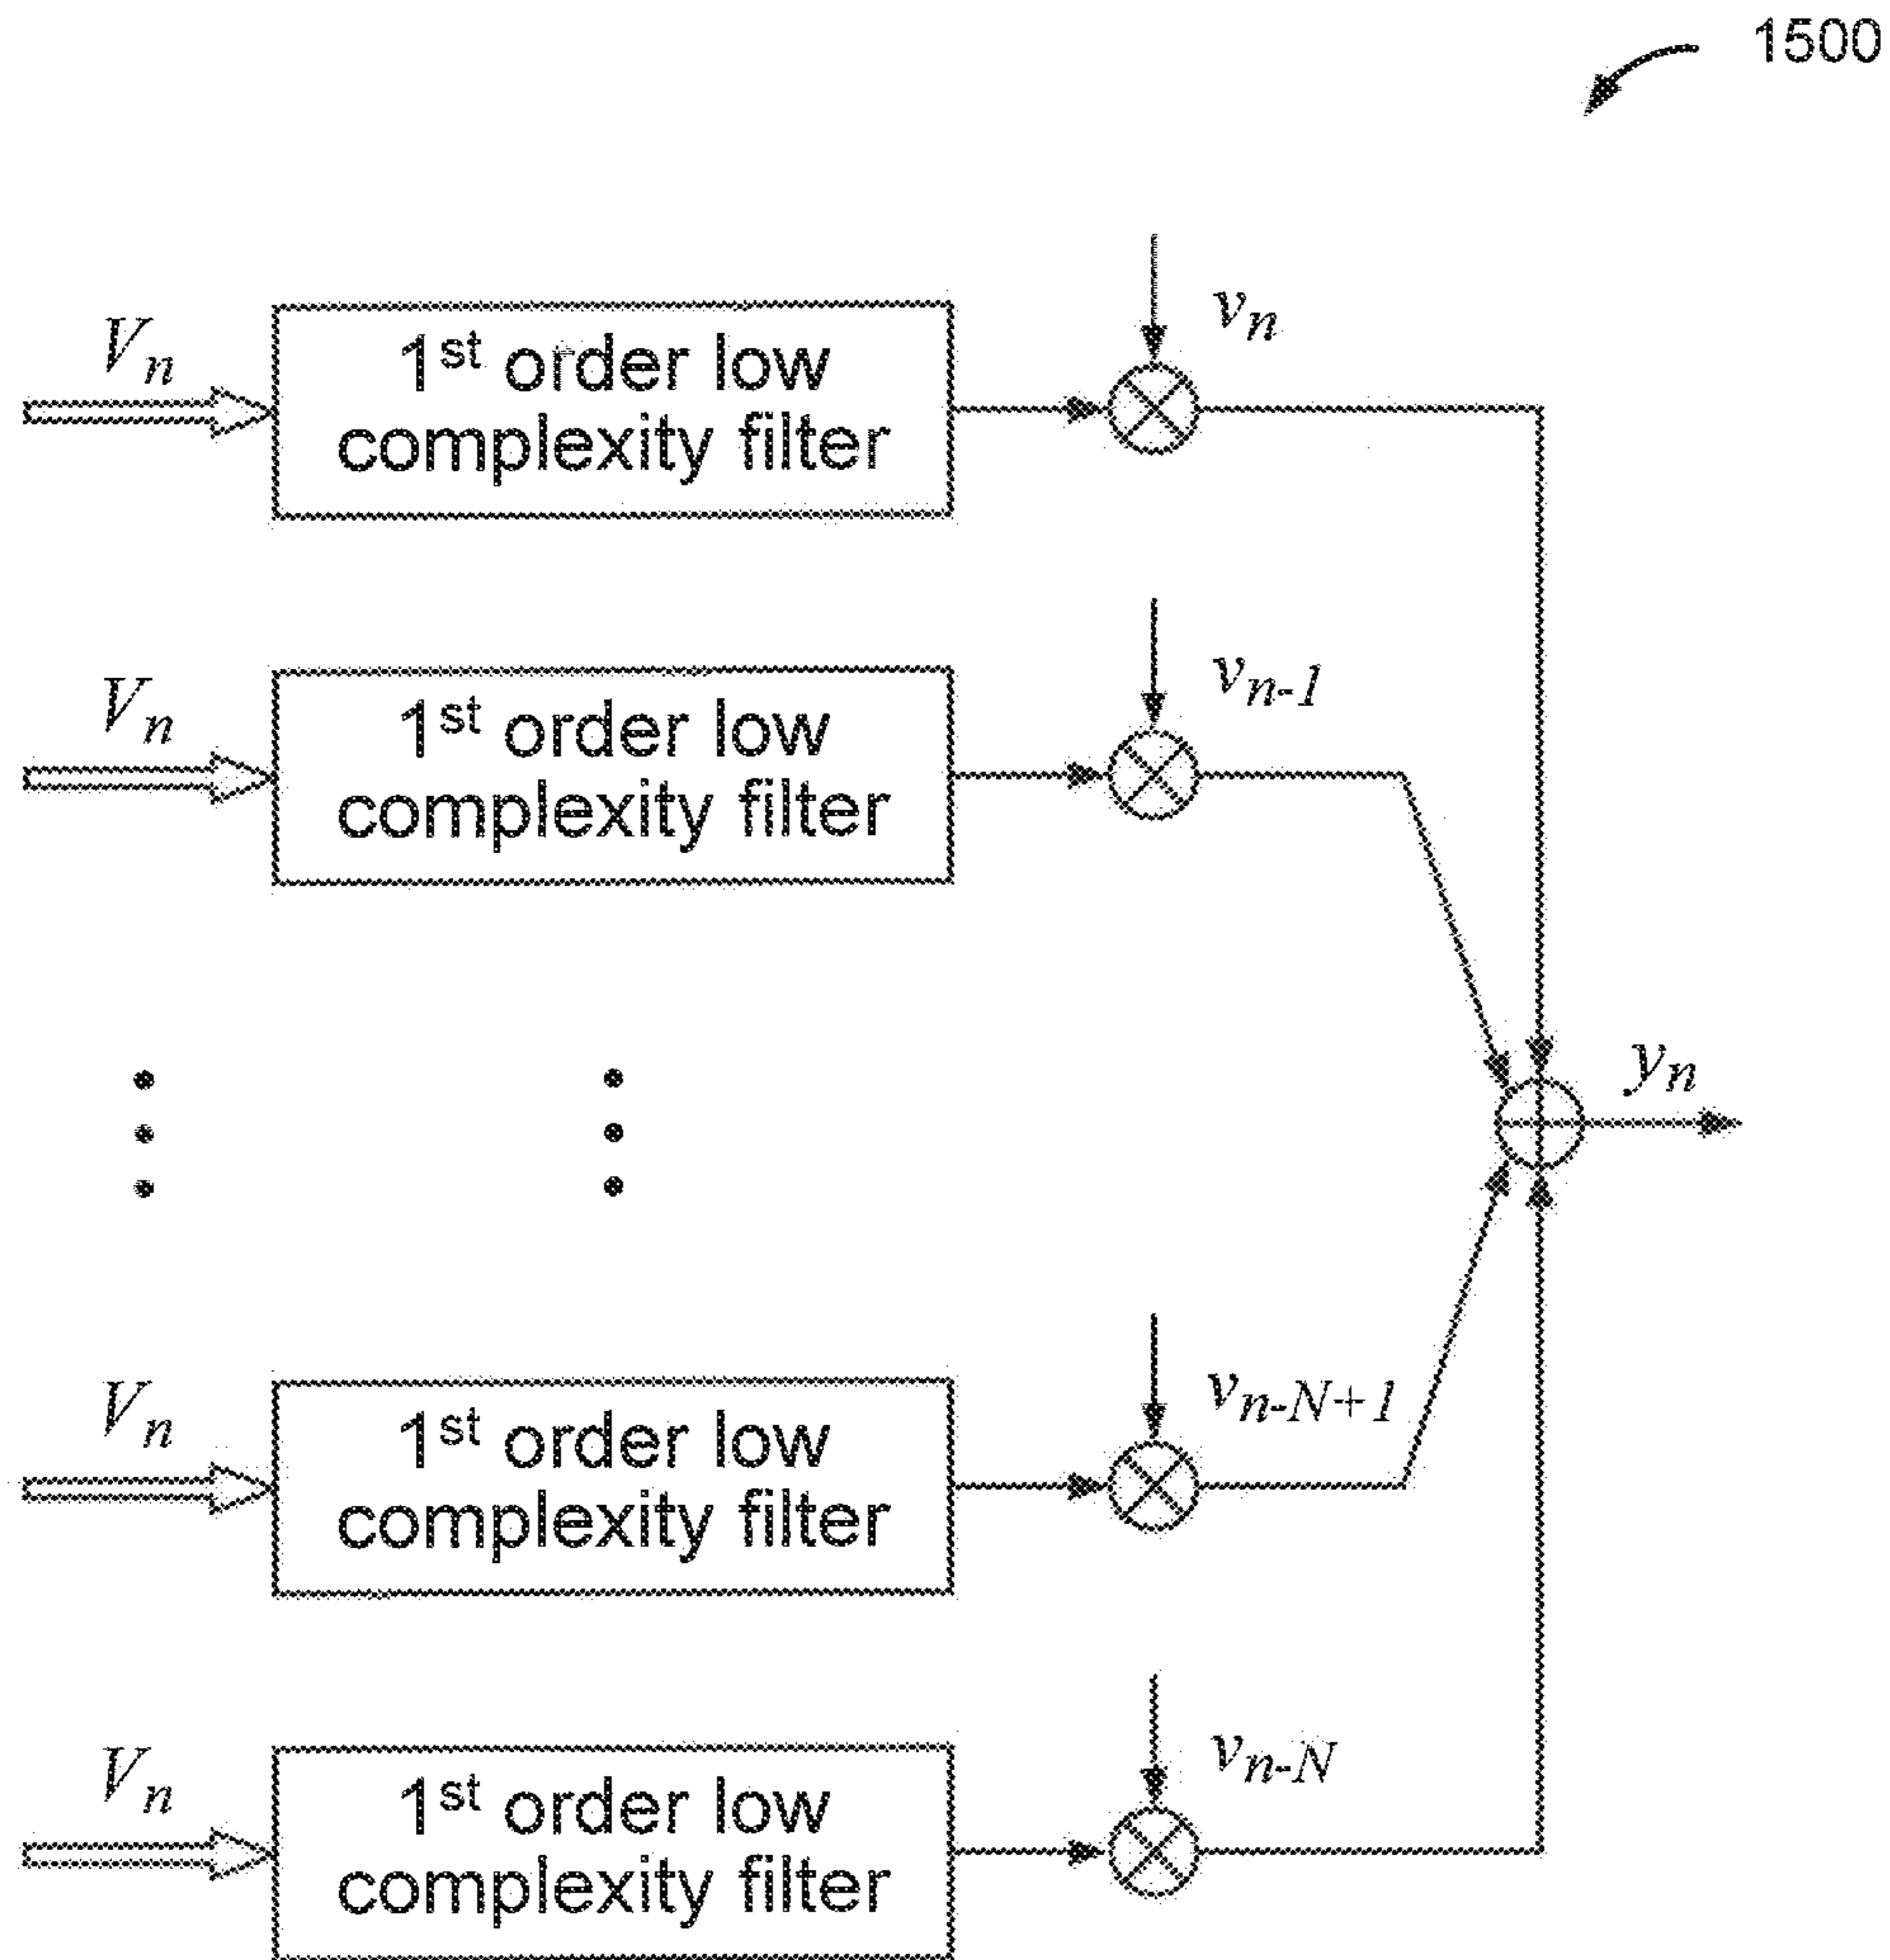 1500
Vn
1st order low
complexity filter
vn
Vn
1st order low
complexity filter
vn-1
yn
Vn
1st order low
complexity filter
vn-N+1
Vn
1st order low
complexity filter
vn-N